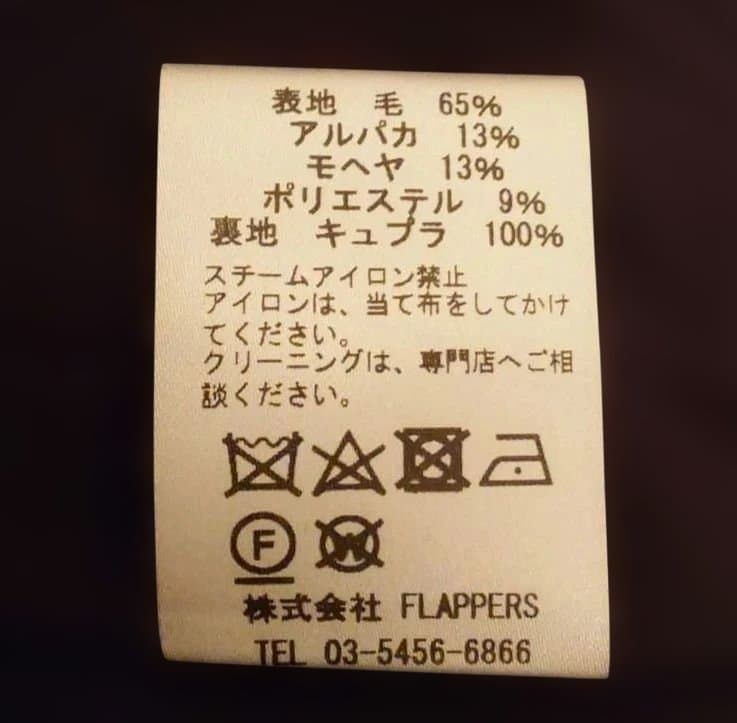 表地 毛 65%
アルパカ 13%
モヘヤ 13%
ポリエステル 9%
裏地 キュプラ 100%
スチームアイロン禁止
アイロンは、当て布をしてかけ
てください。
クリーニングは、専門店へご相
談ください。
F W
株式会社 FLAPPERS
TEL 03-5456-6866